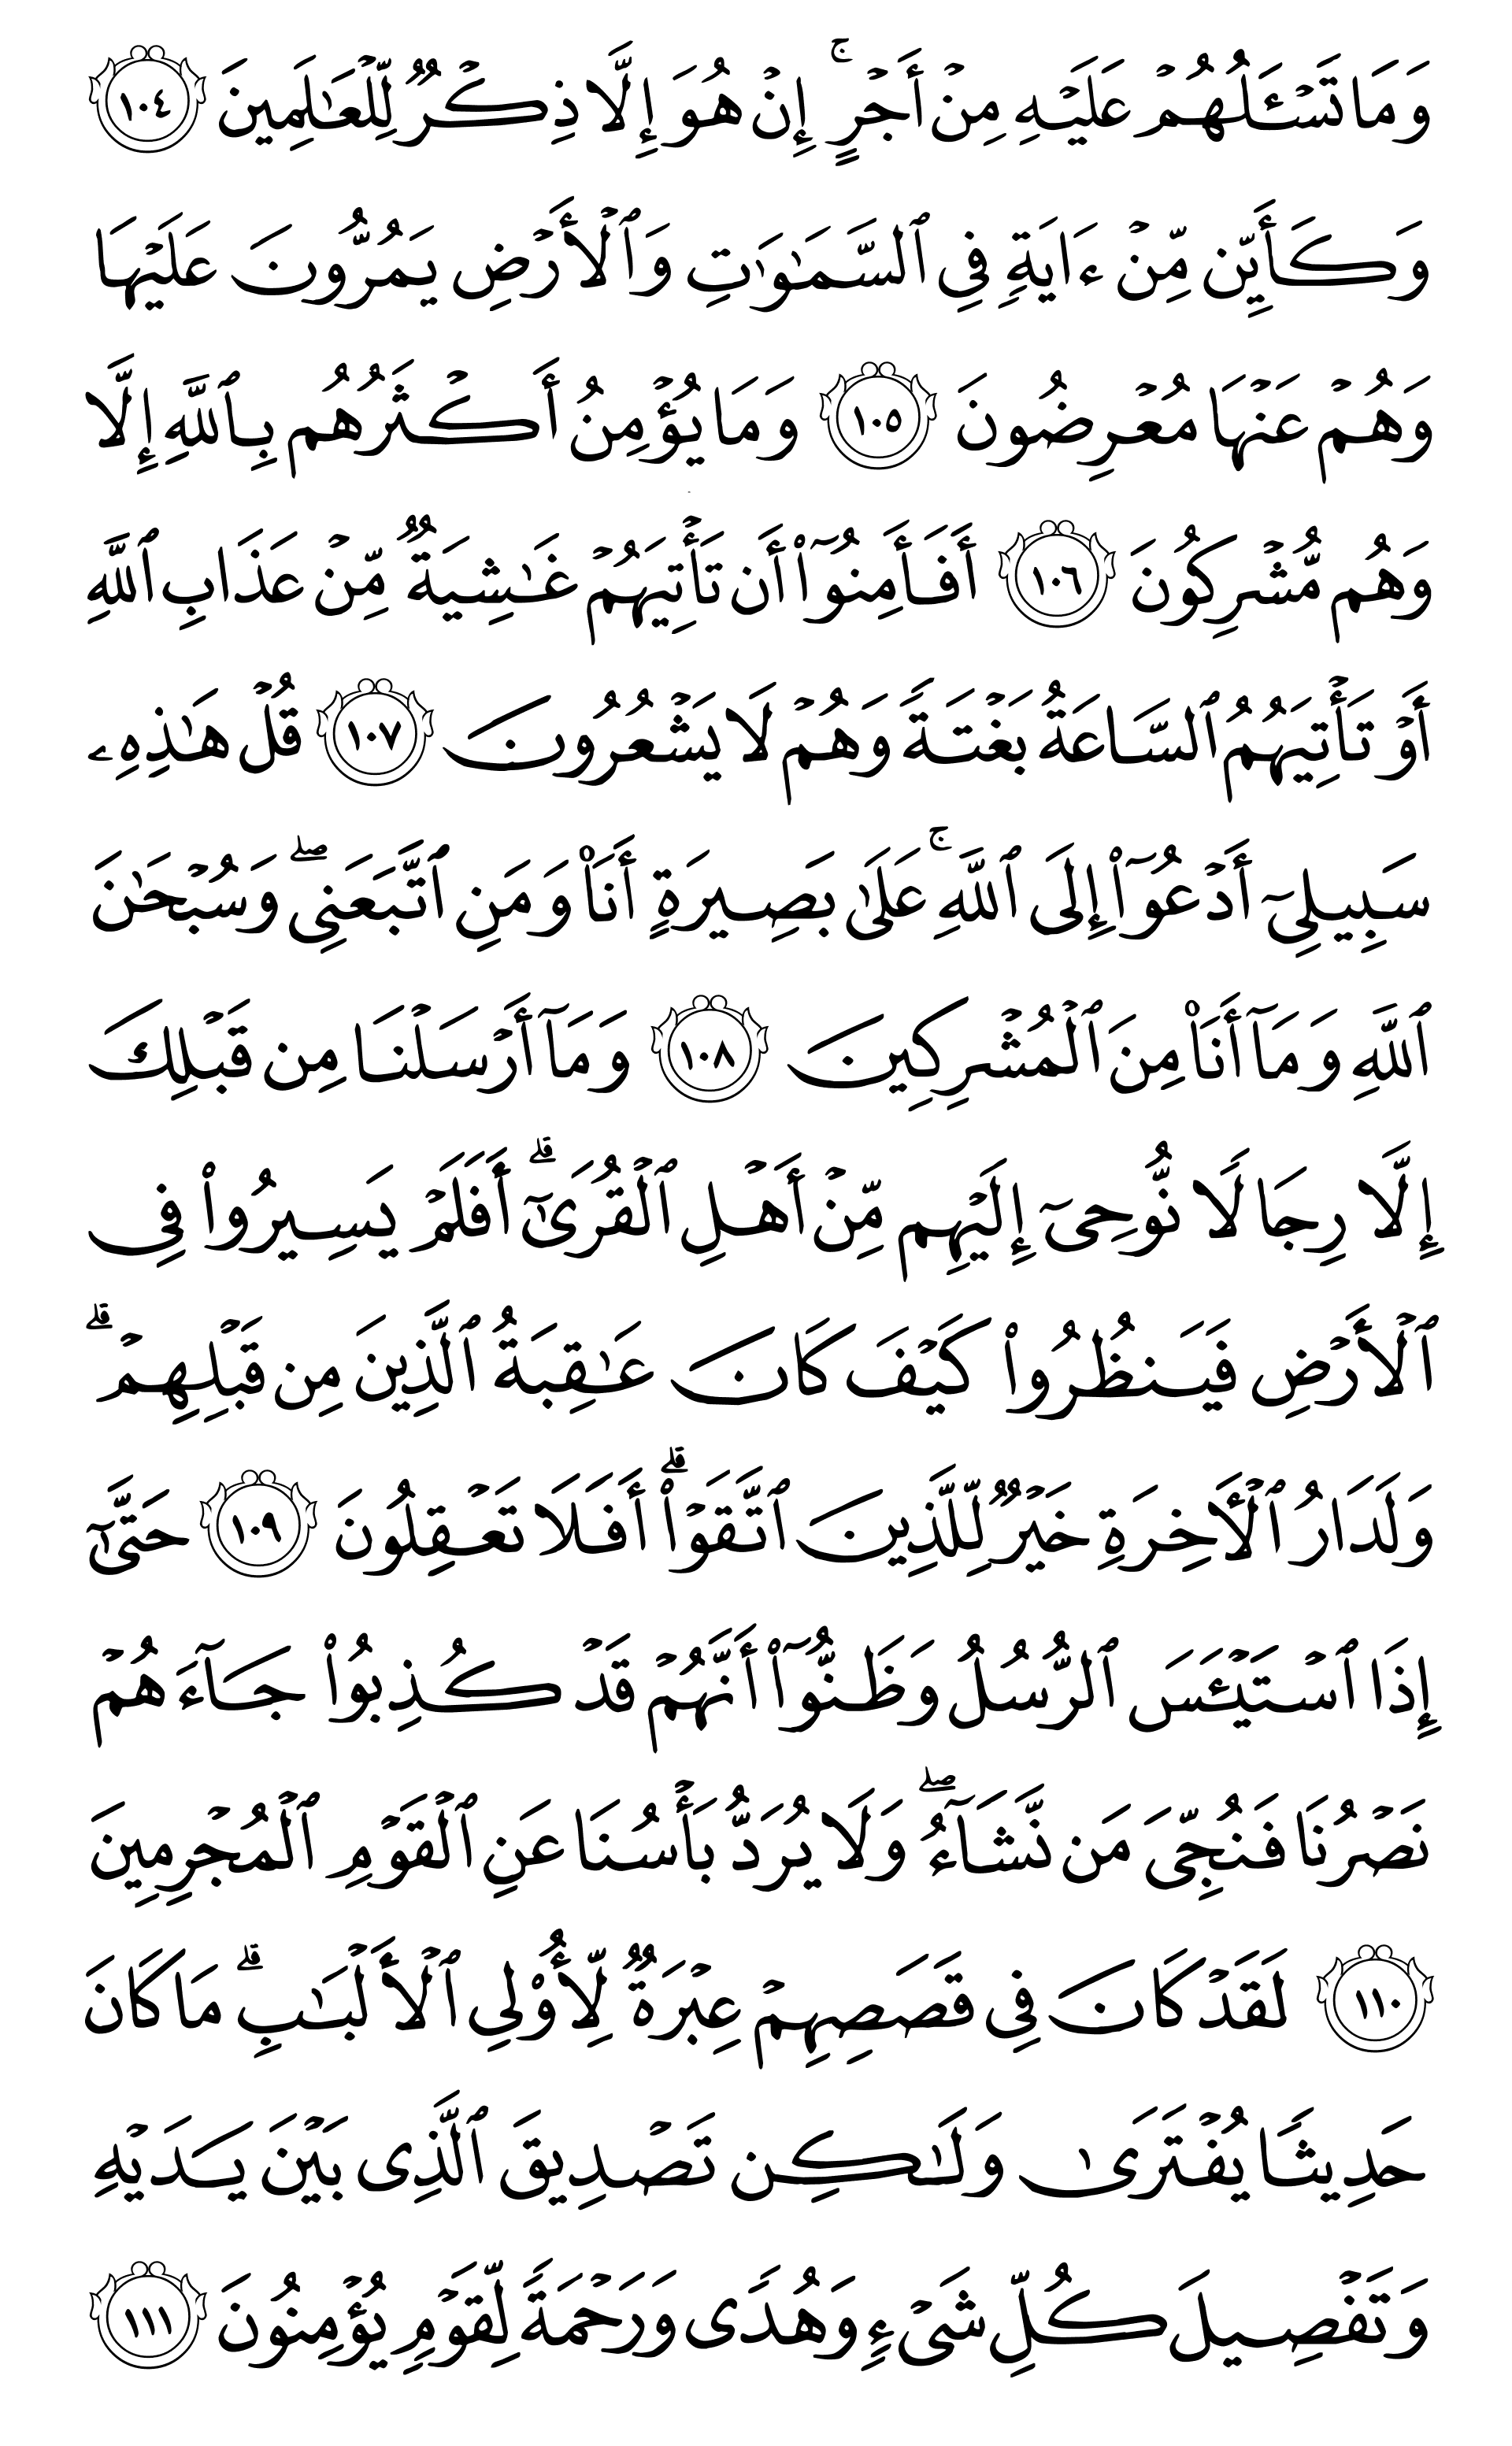 وَمَا تَسْـَٔلُهُمْ عَلَيْهِ مِنْ أَجْرٍ ۚ إِنْ هُوَ إِلَّا ذِكْرٌ لِّلْعَـٰلَمِينَ ١٠٤
وَكَأَيِّن مِّنْ ءَايَةٍ فِى ٱلسَّمَـٰوَٰتِ وَٱلْأَرْضِ يَمُرُّونَ عَلَيْهَا
وَهُمْ عَنْهَا مُعْرِضُونَ ١٠٥ وَمَا يُؤْمِنُ أَكْثَرُهُم بِٱللَّهِ إِلَّا
وَهُم مُّشْرِكُونَ ١٠٦ أَفَأَمِنُوٓا۟ أَن تَأْتِيَهُمْ غَـٰشِيَةٌ مِّنْ عَذَابِ ٱللَّهِ
أَوْ تَأْتِيَهُمُ ٱلسَّاعَةُ بَغْتَةً وَهُمْ لَا يَشْعُرُونَ ١٠٧ قُلْ هَـٰذِهِۦ
سَبِيلِىٓ أَدْعُوٓا۟ إِلَى ٱللَّهِ ۚ عَلَىٰ بَصِيرَةٍ أَنَا۠ وَمَنِ ٱتَّبَعَنِى ۖ وَسُبْحَـٰنَ
ٱللَّهِ وَمَآ أَنَا۠ مِنَ ٱلْمُشْرِكِينَ ١٠٨ وَمَآ أَرْسَلْنَا مِن قَبْلِكَ
إِلَّا رِجَالًا نُّوحِىٓ إِلَيْهِم مِّنْ أَهْلِ ٱلْقُرَىٰٓ ۗ أَفَلَمْ يَسِيرُوا۟ فِى
ٱلْأَرْضِ فَيَنظُرُوا۟ كَيْفَ كَانَ عَـٰقِبَةُ ٱلَّذِينَ مِن قَبْلِهِمْ ۗ
وَلَدَارُ ٱلْـَٔاخِرَةِ خَيْرٌ لِّلَّذِينَ ٱتَّقَوْا۟ ۗ أَفَلَا تَعْقِلُونَ ١٠٩ حَتَّىٰٓ
إِذَا ٱسْتَيْـَٔسَ ٱلرُّسُلُ وَظَنُّوٓا۟ أَنَّهُمْ قَدْ كُذِبُوا۟ جَآءَهُمْ
نَصْرُنَا فَنُجِّىَ مَن نَّشَآءُ ۖ وَلَا يُرَدُّ بَأْسُنَا عَنِ ٱلْقَوْمِ ٱلْمُجْرِمِينَ
١١٠ لَقَدْ كَانَ فِى قَصَصِهِمْ عِبْرَةٌ لِّأُو۟لِى ٱلْأَلْبَـٰبِ ۗ مَا كَانَ
حَدِيثًا يُفْتَرَىٰ وَلَـٰكِن تَصْدِيقَ ٱلَّذِى بَيْنَ يَدَيْهِ
وَتَفْصِيلَ كُلِّ شَىْءٍ وَهُدًى وَرَحْمَةً لِّقَوْمٍ يُؤْمِنُونَ ١١١